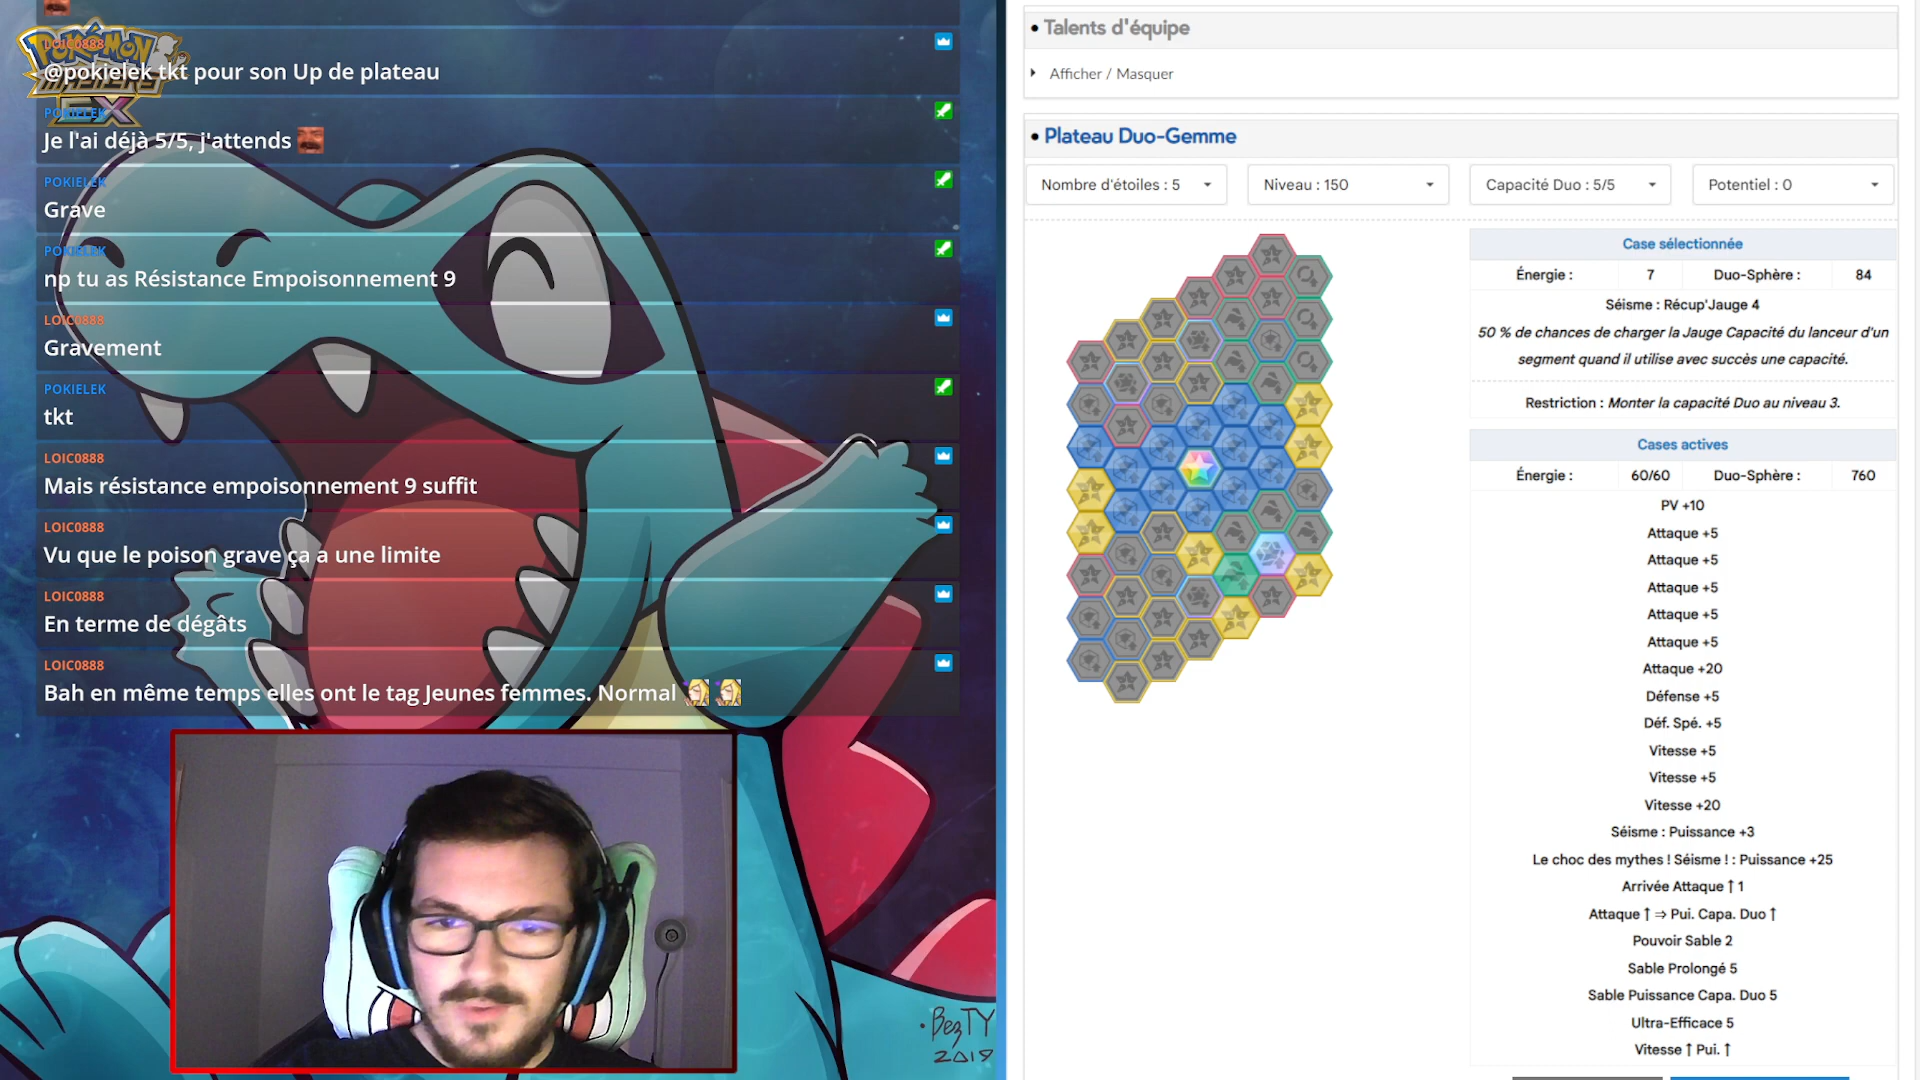 POKÉMON
MASTERS
EX
LOIC0888
@pokielek tkt pour son Up de plateau
POKIELEK
Je l'ai déjà 5/5, j'attends
POKIELEK
Grave
POKIELEK
np tu as Résistance Empoisonnement 9
LOIC0888
Gravement
POKIELEK
tkt
LOIC0888
Mais résistance empoisonnement 9 suffit
LOIC0888
Vu que le poison grave ça a une limite
LOIC0888
En terme de dégâts
LOIC0888
Bah en même temps elles ont le tag Jeunes femmes. Normal
BezTY
2019
• Talents d'équipe
Afficher / Masquer
• Plateau Duo-Gemme
Nombre d'étoiles : 5
Niveau : 150
Capacité Duo : 5/5
Potentiel : 0
Case sélectionnée
Énergie : 7 Duo-Sphère : 84
Séisme : Récup'Jauge 4
50 % de chances de charger la Jauge Capacité du lanceur d'un
segment quand il utilise avec succès une capacité.
Restriction : Monter la capacité Duo au niveau 3.
Cases actives
Énergie : 60/60 Duo-Sphère : 760
PV +10
Attaque +5
Attaque +5
Attaque +5
Attaque +5
Attaque +5
Attaque +20
Défense +5
Déf. Spé. +5
Vitesse +5
Vitesse +5
Vitesse +20
Séisme : Puissance +3
Le choc des mythes ! Séisme ! : Puissance +25
Arrivée Attaque ↑ 1
Attaque ↑ ⇒ Pui. Capa. Duo ↑
Pouvoir Sable 2
Sable Prolongé 5
Sable Puissance Capa. Duo 5
Ultra-Efficace 5
Vitesse ↑ Pui. ↑